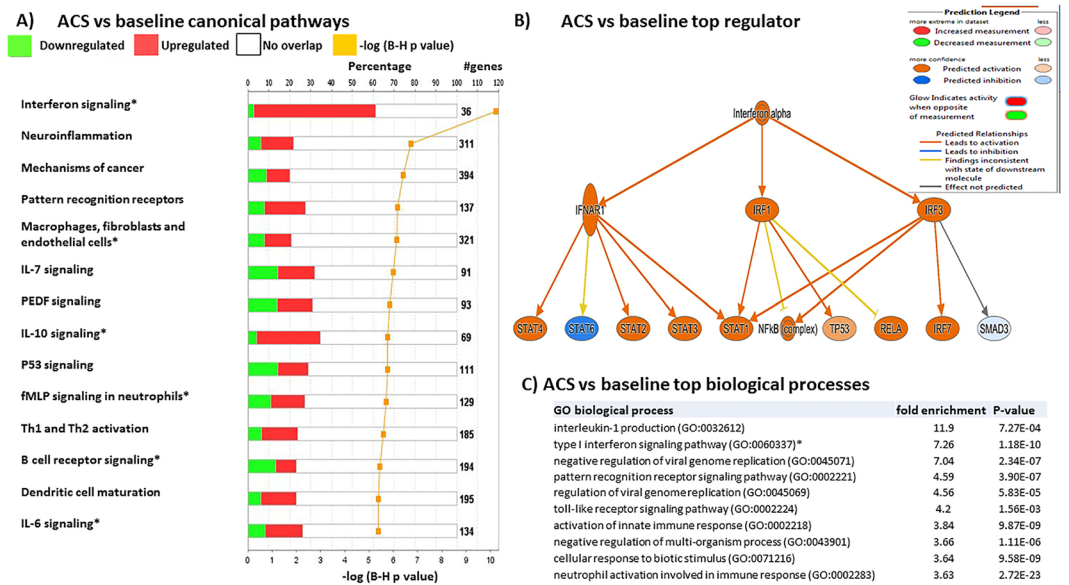 A) ACS vs baseline canonical pathways
Downregulated Upregulated No overlap -log (B-H p value)
Percentage #genes
0 10 20 30 40 50 60 70 80 90 100 110 120
Interferon signaling* 36
Neuroinflammation 311
Mechanisms of cancer 394
Pattern recognition receptors 137
Macrophages, fibroblasts and
endothelial cells* 321
IL-7 signaling 91
PEDF signaling 93
IL-10 signaling* 69
P53 signaling 111
fMLP signaling in neutrophils* 129
Th1 and Th2 activation 185
B cell receptor signaling* 194
Dendritic cell maturation 195
IL-6 signaling* 134
0 1 2 3 4 5 6 7 8 9 10
-log (B-H p value)
B) ACS vs baseline top regulator
Prediction Legend
more extreme in dataset less
Increased measurement
Decreased measurement
more confidence less
Predicted activation
Predicted inhibition
Glow Indicates activity
when opposite
of measurement
Predicted Relationships
Leads to activation
Leads to inhibition
Findings inconsistent
with state of downstream
molecule
Effect not predicted
Interferon alpha
IFNAR1 IRF1 IRF3
STAT4 STAT6 STAT2 STAT3 STAT1 NFkB (complex) TP53 RELA IRF7 SMAD3
C) ACS vs baseline top biological processes
GO biological process fold enrichment P-value
interleukin-1 production (GO:0032612) 11.9 7.27E-04
type I interferon signaling pathway (GO:0060337)* 7.26 1.18E-10
negative regulation of viral genome replication (GO:0045071) 7.04 2.34E-07
pattern recognition receptor signaling pathway (GO:0002221) 4.59 3.90E-07
regulation of viral genome replication (GO:0045069) 4.56 5.83E-05
toll-like receptor signaling pathway (GO:0002224) 4.2 1.56E-03
activation of innate immune response (GO:0002218) 3.84 9.87E-09
negative regulation of multi-organism process (GO:0043901) 3.66 1.11E-06
cellular response to biotic stimulus (GO:0071216) 3.64 9.58E-09
neutrophil activation involved in immune response (GO:0002283) 3.63 2.72E-23